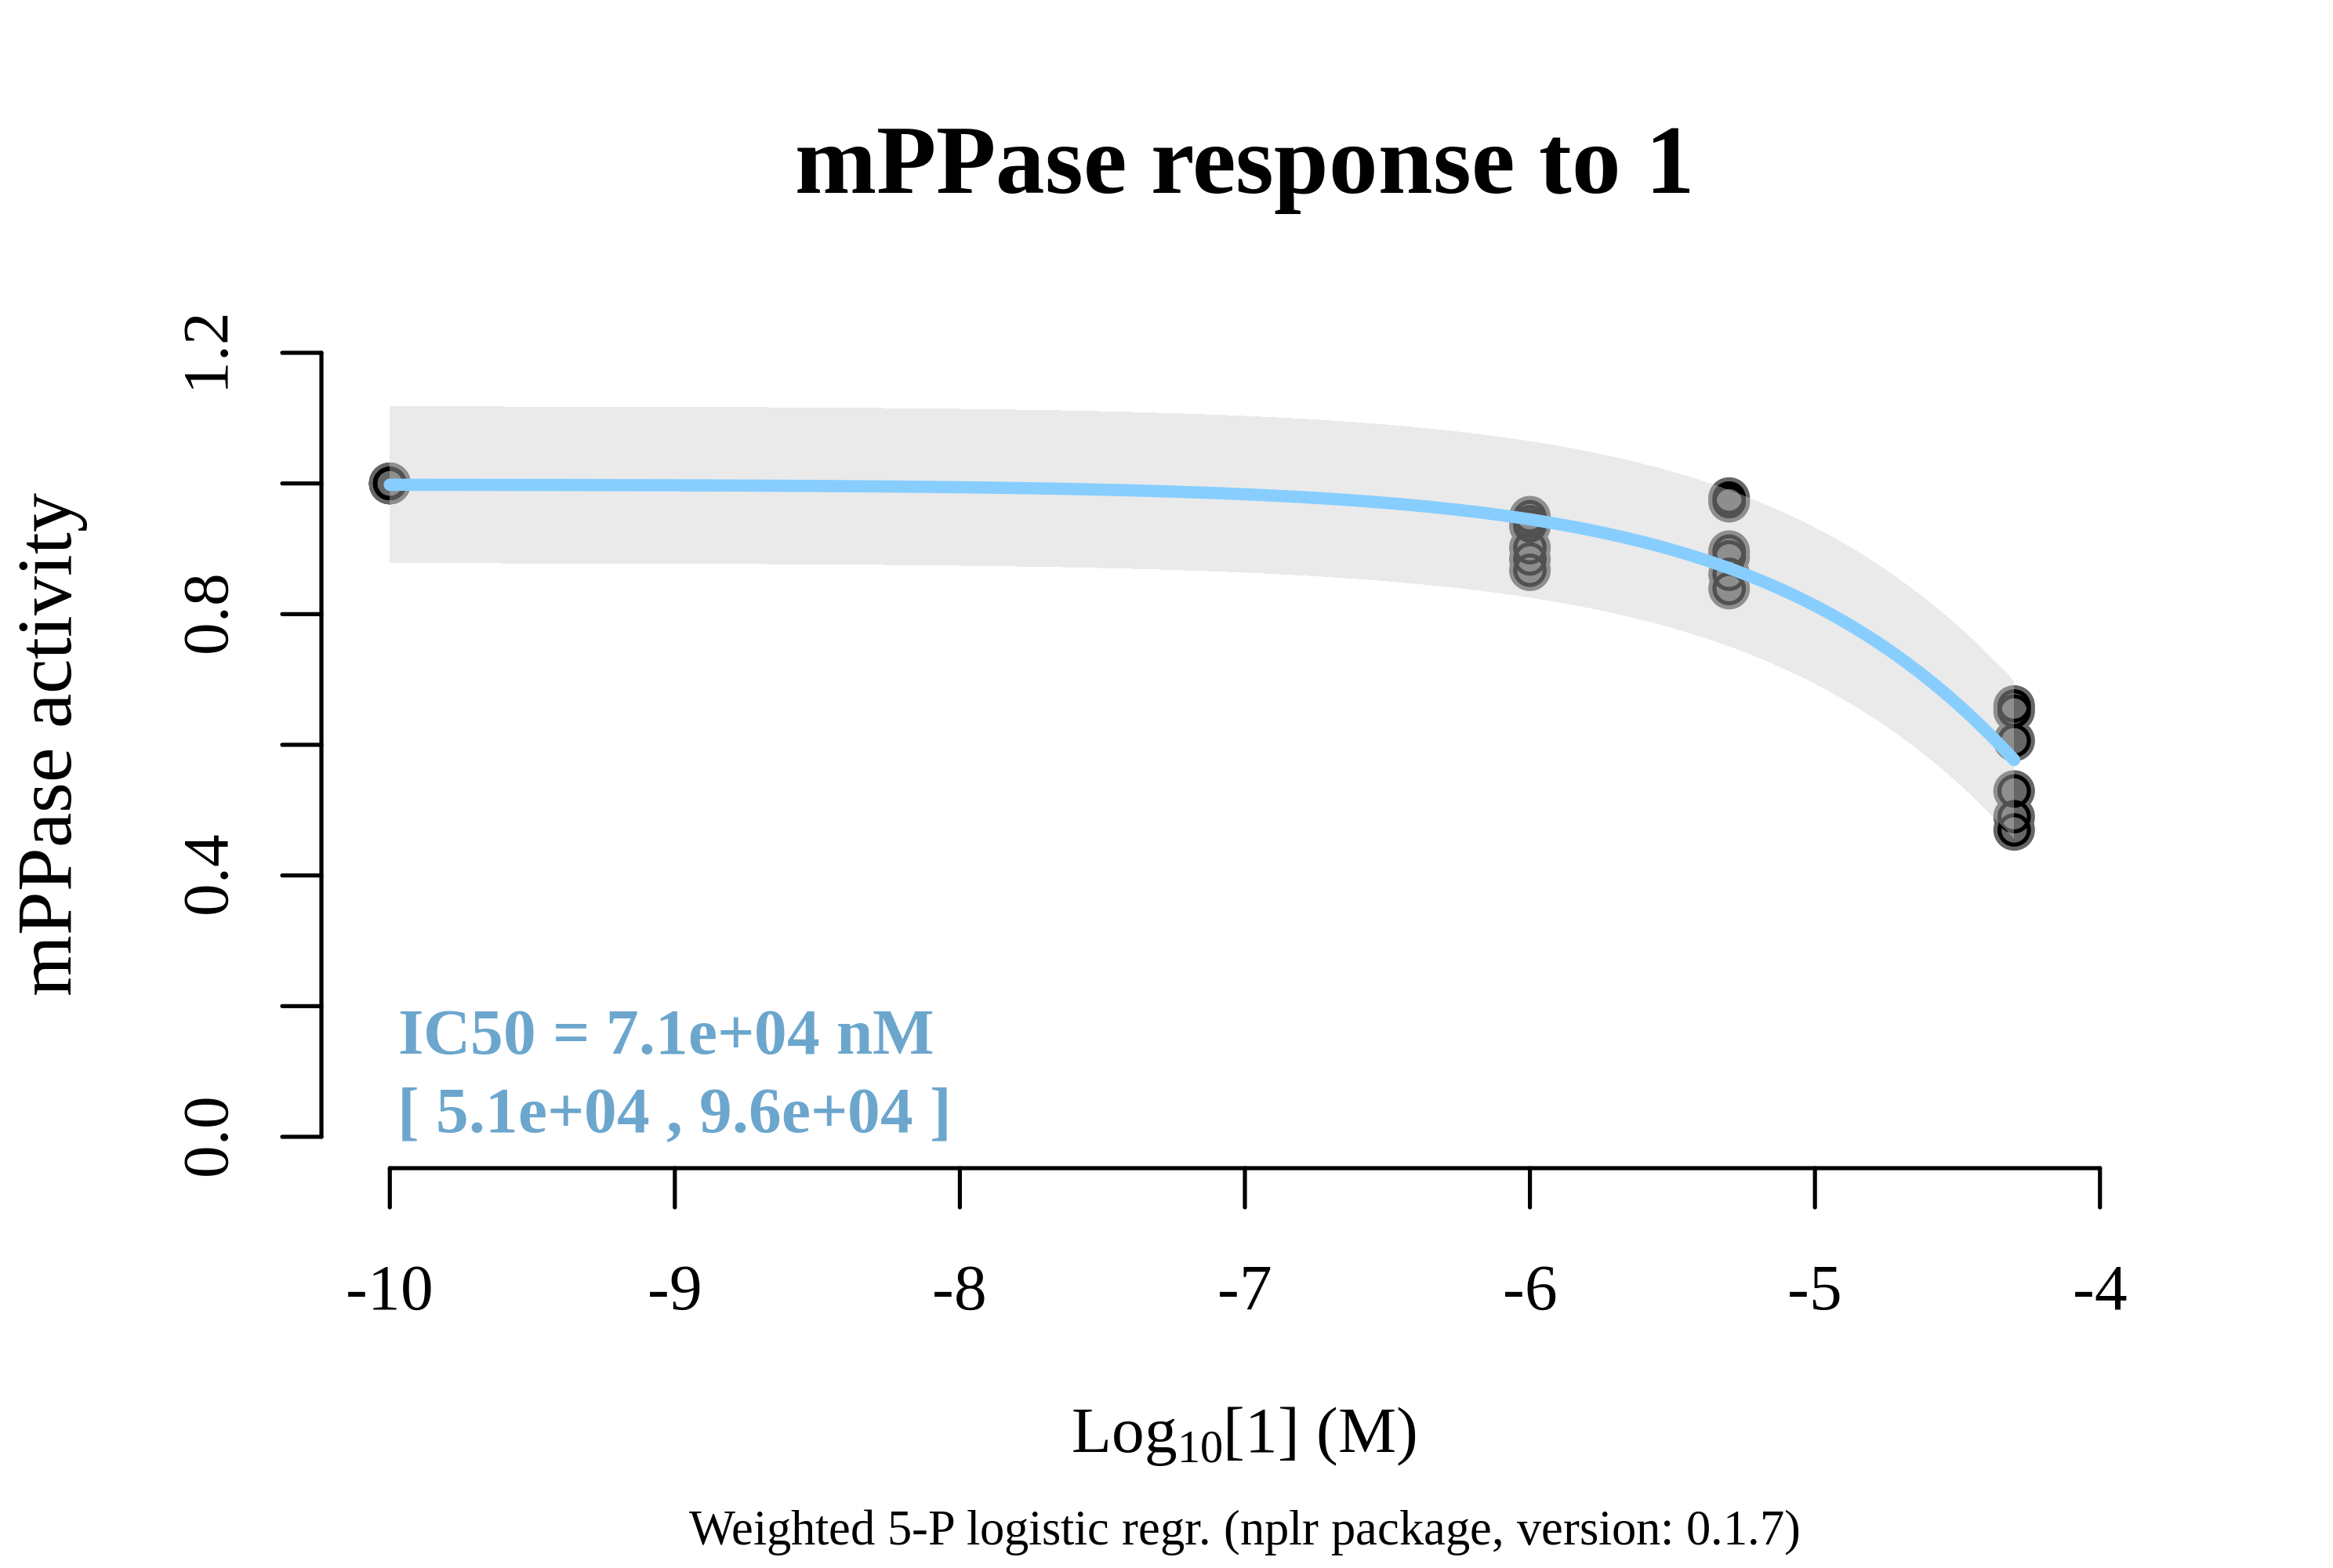 mPPase response to 1
mPPase activity
1.2
0.8
0.4
0.0
IC50 = 7.1e+04 nM
[ 5.1e+04 , 9.6e+04 ]
-10 -9 -8 -7 -6 -5 -4
Log10[1] (M)
Weighted 5-P logistic regr. (nplr package, version: 0.1.7)